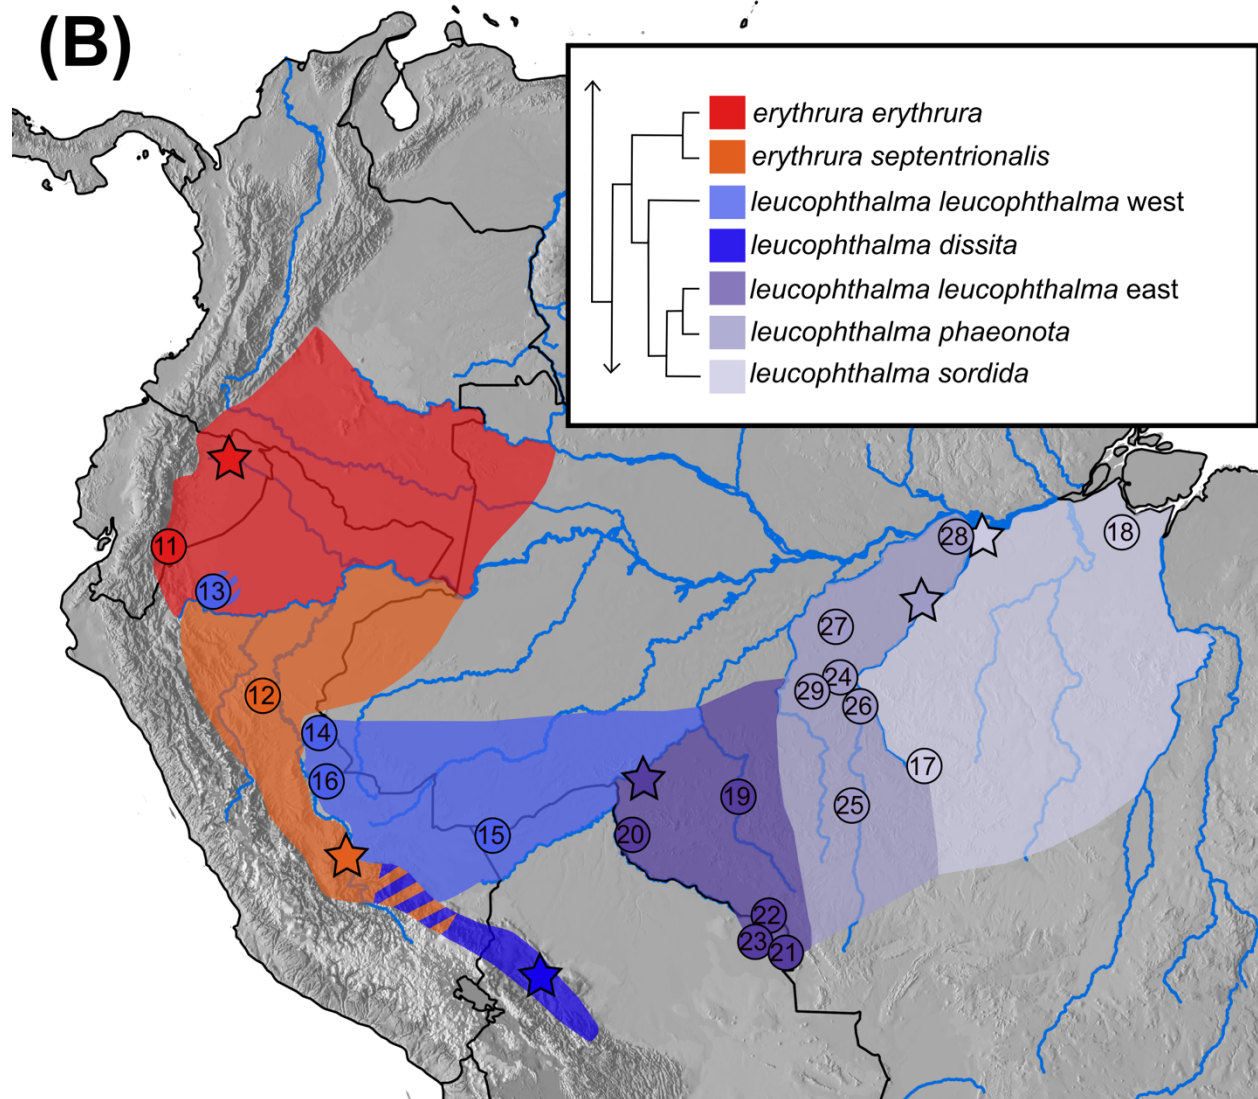 (B)
erythrura erythrura
erythrura septentrionalis
leucophthalma leucophthalma west
leucophthalma dissita
leucophthalma leucophthalma east
leucophthalma phaeonota
leucophthalma sordida
11
13
12
14
16
15
28
18
27
24
29
26
17
19
25
20
22
23
21